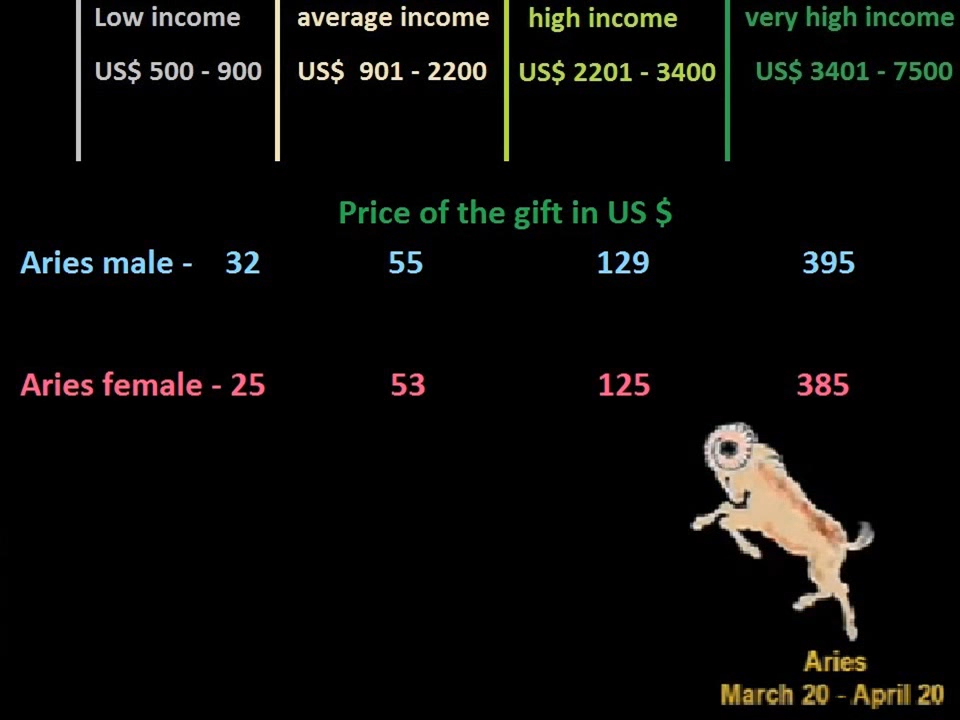 Low income average income high income very high income
US$ 500 - 900 US$ 901 - 2200 US$ 2201 - 3400 US$ 3401 - 7500
Price of the gift in US $
Aries male - 32 55 129 395
Aries female - 25 53 125 385
Aries
March 20 - April 20